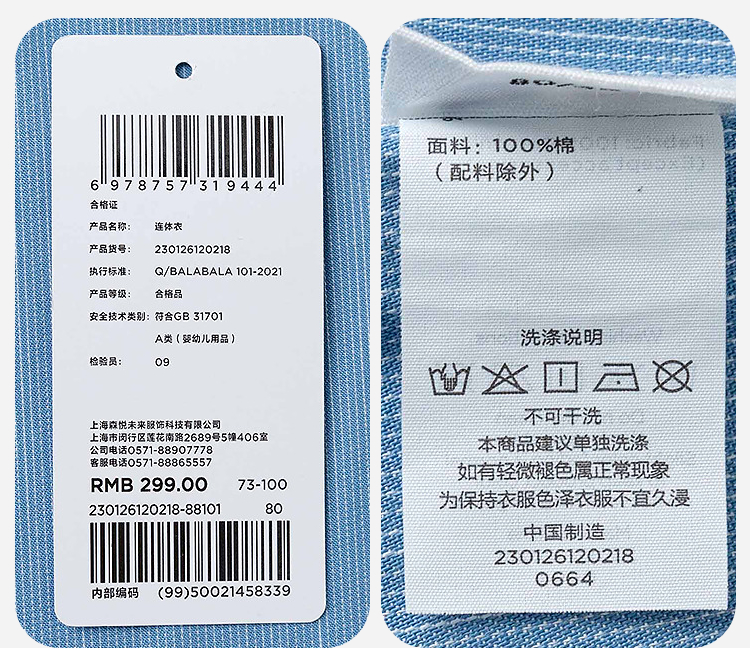 6 978757 319444
合格证
产品名称： 连体衣
产品货号： 230126120218
执行标准： Q/BALABALA 101-2021
产品等级： 合格品
安全技术类别：符合GB 31701
A类（婴幼儿用品）
检验员： 09
上海森悦未来服饰科技有限公司
上海市闵行区莲花南路2689号5幢406室
公司电话0571-88907778
客服电话0571-88865557
RMB 299.00 73-100
230126120218-88101 80
内部编码 (99)50021458339
面料：100%棉
（配料除外）
洗涤说明
不可干洗
本商品建议单独洗涤
如有轻微褪色属正常现象
为保持衣服色泽衣服不宜久浸
中国制造
230126120218
0664